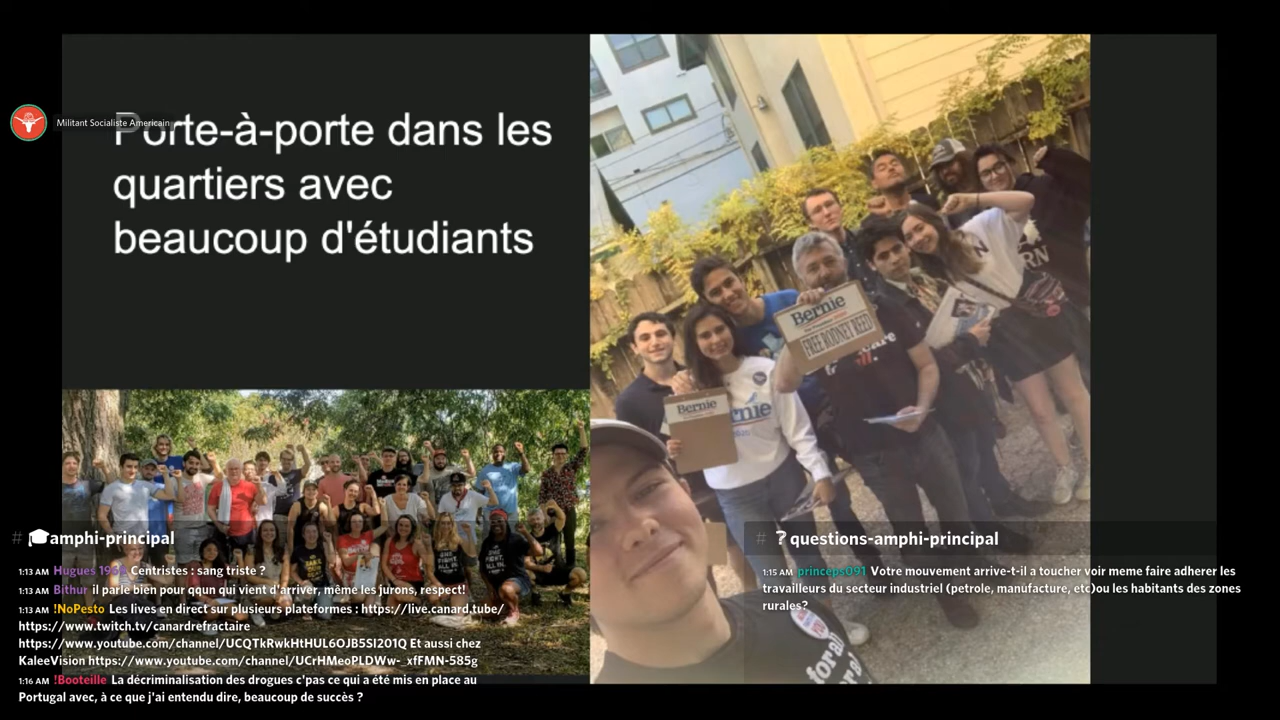 Militant Socialiste Americain
Porte-à-porte dans les
quartiers avec
beaucoup d'étudiants
Bernie
FREE RODNEY REED
Bernie
# 🎓amphi-principal
1:13 AM Hugues 196 Centristes : sang triste ?
1:13 AM Bithur il parle bien pour qqun qui vient d'arriver, même les jurons, respect!
1:13 AM !NoPesto Les lives en direct sur plusieurs plateformes : https://live.canard.tube/
https://www.twitch.tv/canardrefractaire
https://www.youtube.com/channel/UCQTkRwkHtHUL6OJB5SI201Q Et aussi chez
KaleeVision https://www.youtube.com/channel/UCrHMeoPLDWw-_xfFMN-585g
1:16 AM !Booteille La décriminalisation des drogues c'pas ce qui a été mis en place au
Portugal avec, à ce que j'ai entendu dire, beaucoup de succès ?
# ❔questions-amphi-principal
1:15 AM princeps091 Votre mouvement arrive-t-il a toucher voir meme faire adherer les
travailleurs du secteur industriel (petrole, manufacture, etc)ou les habitants des zones
rurales?